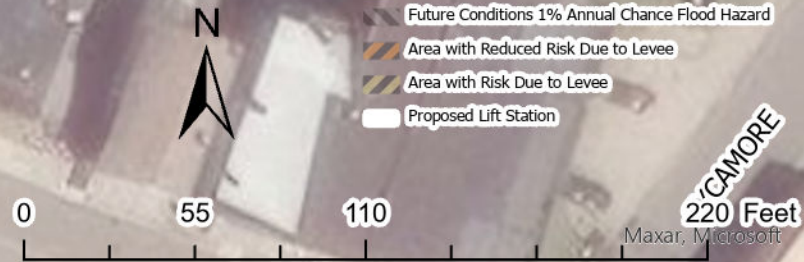 N
Future Conditions 1% Annual Chance Flood Hazard
Area with Reduced Risk Due to Levee
Area with Risk Due to Levee
Proposed Lift Station
YCAMORE
0 55 110 220 Feet
Maxar, Microsoft